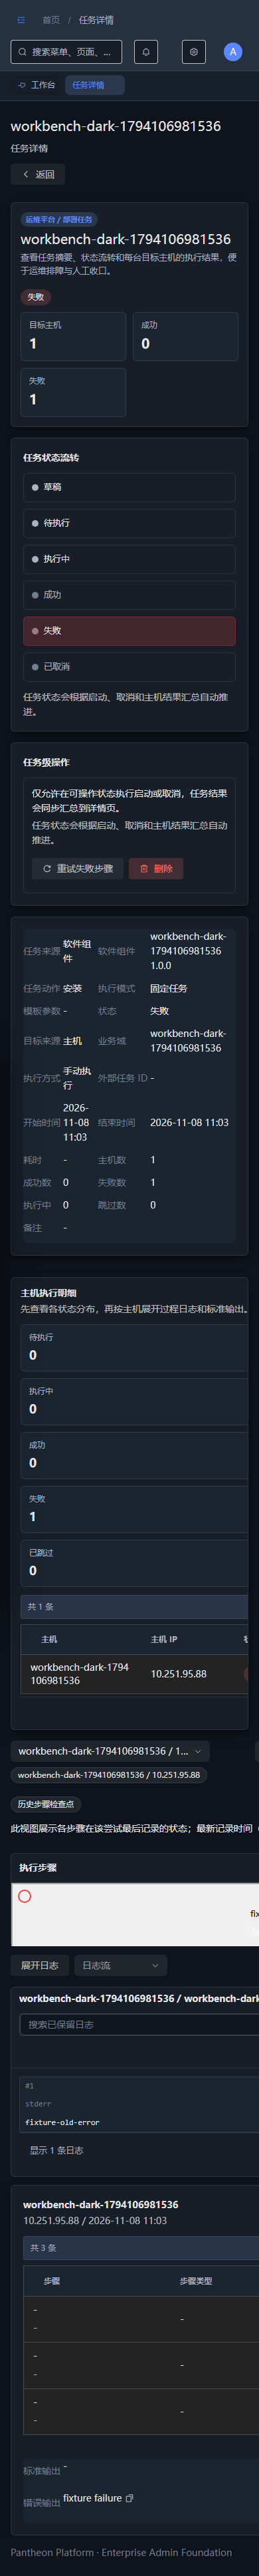 首页 / 任务详情
搜索菜单、页面、...
A
工作台
任务详情
workbench-dark-1794106981536
任务详情
返回
运维平台 / 部署任务
workbench-dark-1794106981536
查看任务摘要、状态流转和每台目标主机的执行结果，便
于运维排障与人工收口。
失败
目标主机
1
成功
0
失败
1
任务状态流转
草稿
待执行
执行中
成功
失败
已取消
任务状态会根据启动、取消和主机结果汇总自动推
进。
任务级操作
仅允许在可操作状态执行启动或取消，任务结果
会同步汇总到详情页。
任务状态会根据启动、取消和主机结果汇总自动
推进。
重试失败步骤
删除
任务来源 软件组件 软件组件 workbench-dark-1794106981536 1.0.0
任务动作 安装 执行模式 固定任务
模板参数 - 状态 失败
目标来源 主机 业务域 workbench-dark-1794106981536
执行方式 手动执行 外部任务 ID -
开始时间 2026-11-08 11:03 结束时间 2026-11-08 11:03
耗时 - 主机数 1
成功数 0 失败数 1
执行中 0 跳过数 0
备注 -
主机执行明细
先查看各状态分布，再按主机展开过程日志和标准输出。
待执行
0
执行中
0
成功
0
失败
1
已跳过
0
共 1 条
主机 主机 IP
workbench-dark-1794106981536 10.251.95.88
workbench-dark-1794106981536 / 1...
workbench-dark-1794106981536 / 10.251.95.88
历史步骤检查点
此视图展示各步骤在该尝试最后记录的状态；最新记录时间
执行步骤
fix
展开日志
日志流
workbench-dark-1794106981536 / workbench-dar
搜索已保留日志
#1
stderr
fixture-old-error
显示 1 条日志
workbench-dark-1794106981536
10.251.95.88 / 2026-11-08 11:03
共 3 条
步骤 步骤类型
-
- -
-
- -
-
- -
标准输出 -
错误输出 fixture failure
Pantheon Platform · Enterprise Admin Foundation